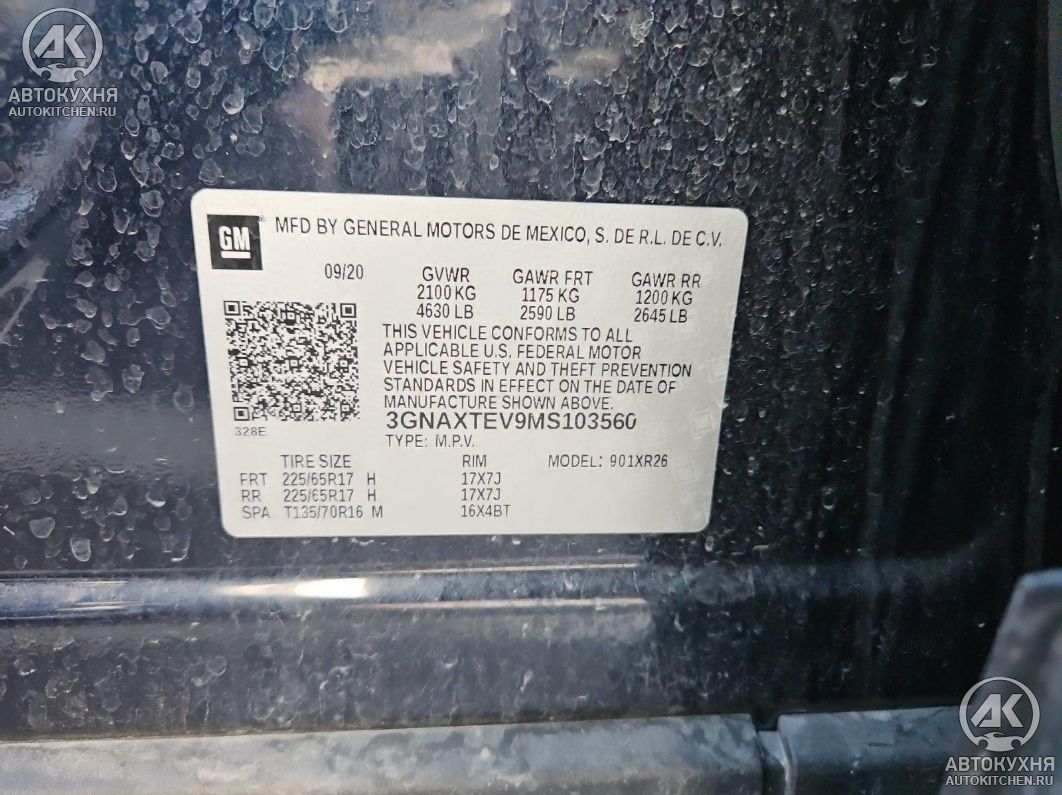 АК
АВТОКУХНЯ
AUTOKITCHEN.RU
GM
MFD BY GENERAL MOTORS DE MEXICO, S. DE R.L. DE C.V.
09/20 GVWR GAWR FRT GAWR RR
2100 KG 1175 KG 1200 KG
4630 LB 2590 LB 2645 LB
THIS VEHICLE CONFORMS TO ALL
APPLICABLE U.S. FEDERAL MOTOR
VEHICLE SAFETY AND THEFT PREVENTION
STANDARDS IN EFFECT ON THE DATE OF
MANUFACTURE SHOWN ABOVE.
3GNAXTEV9MS103560
328E
TYPE: M.P.V.
TIRE SIZE RIM MODEL: 901XR26
FRT 225/65R17 H 17X7J
RR 225/65R17 H 17X7J
SPA T135/70R16 M 16X4BT
АК
АВТОКУХНЯ
AUTOKITCHEN.RU